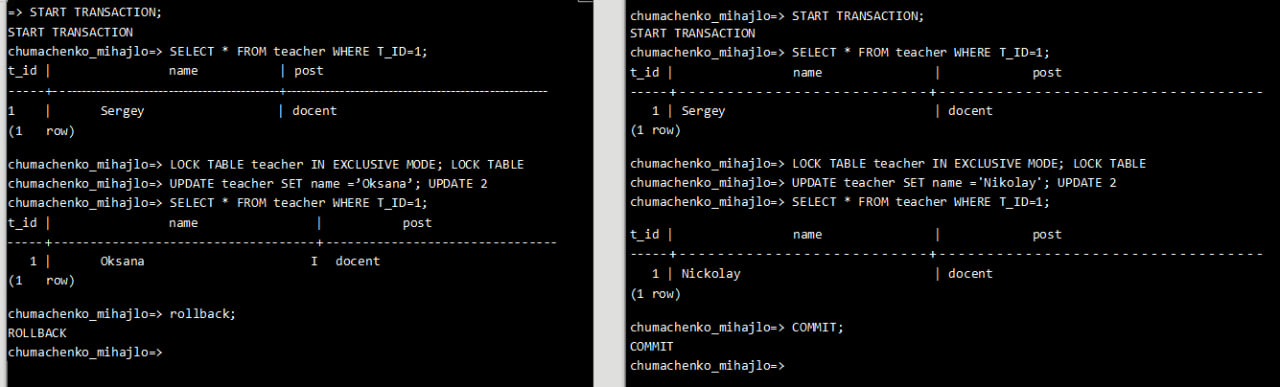 => START TRANSACTION;
START TRANSACTION
chumachenko_mihajlo=> SELECT * FROM teacher WHERE T_ID=1;
t_id | name | post
-----+------------------------------+------------------------------
1 | Sergey | docent
(1 row)
chumachenko_mihajlo=> LOCK TABLE teacher IN EXCLUSIVE MODE; LOCK TABLE
chumachenko_mihajlo=> UPDATE teacher SET name =’Oksana’; UPDATE 2
chumachenko_mihajlo=> SELECT * FROM teacher WHERE T_ID=1;
t_id | name | post
-----+------------------------------+------------------------------
1 | Oksana I docent
(1 row)
chumachenko_mihajlo=> rollback;
ROLLBACK
chumachenko_mihajlo=>
chumachenko_mihajlo=> START TRANSACTION;
START TRANSACTION
chumachenko_mihajlo=> SELECT * FROM teacher WHERE T_ID=1;
t_id | name | post
-----+---------------------------+----------------------------------
1 | Sergey | docent
(1 row)
chumachenko_mihajlo=> LOCK TABLE teacher IN EXCLUSIVE MODE; LOCK TABLE
chumachenko_mihajlo=> UPDATE teacher SET name ='Nikolay'; UPDATE 2
chumachenko_mihajlo=> SELECT * FROM teacher WHERE T_ID=1;
t_id | name | post
-----+---------------------------+----------------------------------
1 | Nickolay | docent
(1 row)
chumachenko_mihajlo=> COMMIT;
COMMIT
chumachenko_mihajlo=>